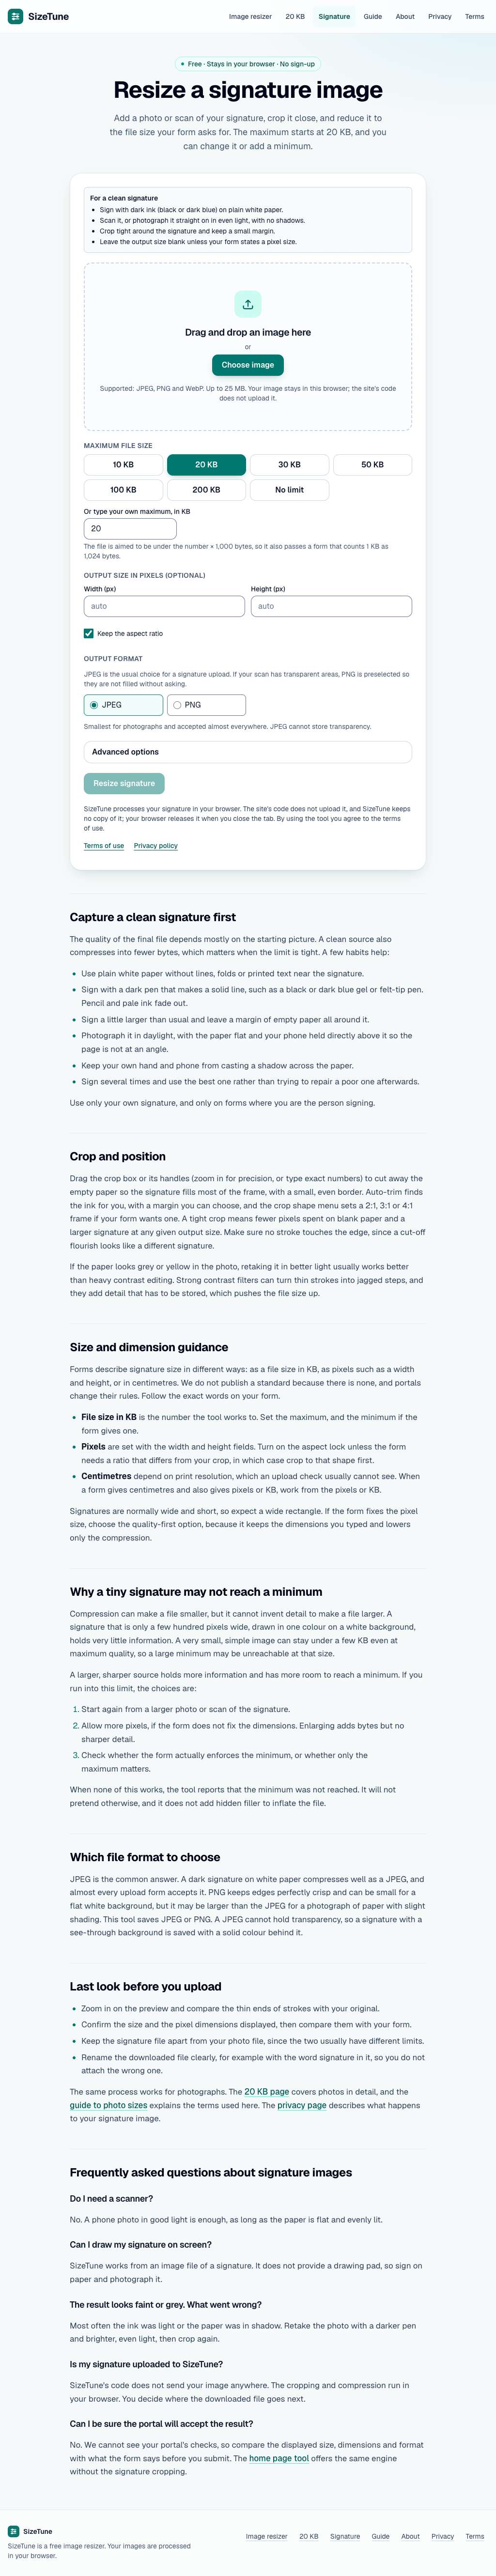 SizeTune
Image resizer 20 KB Signature Guide About Privacy Terms
Free · Stays in your browser · No sign-up
Resize a signature image
Add a photo or scan of your signature, crop it close, and reduce it to
the file size your form asks for. The maximum starts at 20 KB, and you
can change it or add a minimum.
For a clean signature
Sign with dark ink (black or dark blue) on plain white paper.
Scan it, or photograph it straight on in even light, with no shadows.
Crop tight around the signature and keep a small margin.
Leave the output size blank unless your form states a pixel size.
Drag and drop an image here
or
Choose image
Supported: JPEG, PNG and WebP. Up to 25 MB. Your image stays in this browser; the site's code
does not upload it.
MAXIMUM FILE SIZE
10 KB 20 KB 30 KB 50 KB
100 KB 200 KB No limit
Or type your own maximum, in KB
20
The file is aimed to be under the number × 1,000 bytes, so it also passes a form that counts 1 KB as
1,024 bytes.
OUTPUT SIZE IN PIXELS (OPTIONAL)
Width (px) Height (px)
auto auto
Keep the aspect ratio
OUTPUT FORMAT
JPEG is the usual choice for a signature upload. If your scan has transparent areas, PNG is preselected so
they are not filled without asking.
JPEG PNG
Smallest for photographs and accepted almost everywhere. JPEG cannot store transparency.
Advanced options
Resize signature
SizeTune processes your signature in your browser. The site's code does not upload it, and SizeTune keeps
no copy of it; your browser releases it when you close the tab. By using the tool you agree to the terms
of use.
Terms of use Privacy policy
Capture a clean signature first
The quality of the final file depends mostly on the starting picture. A clean source also
compresses into fewer bytes, which matters when the limit is tight. A few habits help:
Use plain white paper without lines, folds or printed text near the signature.
Sign with a dark pen that makes a solid line, such as a black or dark blue gel or felt-tip pen.
Pencil and pale ink fade out.
Sign a little larger than usual and leave a margin of empty paper all around it.
Photograph it in daylight, with the paper flat and your phone held directly above it so the
page is not at an angle.
Keep your own hand and phone from casting a shadow across the paper.
Sign several times and use the best one rather than trying to repair a poor one afterwards.
Use only your own signature, and only on forms where you are the person signing.
Crop and position
Drag the crop box or its handles (zoom in for precision, or type exact numbers) to cut away the
empty paper so the signature fills most of the frame, with a small, even border. Auto-trim finds
the ink for you, with a margin you can choose, and the crop shape menu sets a 2:1, 3:1 or 4:1
frame if your form wants one. A tight crop means fewer pixels spent on blank paper and a
larger signature at any given output size. Make sure no stroke touches the edge, since a cut-off
flourish looks like a different signature.
If the paper looks grey or yellow in the photo, retaking it in better light usually works better
than heavy contrast editing. Strong contrast filters can turn thin strokes into jagged steps, and
they add detail that has to be stored, which pushes the file size up.
Size and dimension guidance
Forms describe signature size in different ways: as a file size in KB, as pixels such as a width
and height, or in centimetres. We do not publish a standard because there is none, and portals
change their rules. Follow the exact words on your form.
File size in KB is the number the tool works to. Set the maximum, and the minimum if the
form gives one.
Pixels are set with the width and height fields. Turn on the aspect lock unless the form
needs a ratio that differs from your crop, in which case crop to that shape first.
Centimetres depend on print resolution, which an upload check usually cannot see. When
a form gives centimetres and also gives pixels or KB, work from the pixels or KB.
Signatures are normally wide and short, so expect a wide rectangle. If the form fixes the pixel
size, choose the quality-first option, because it keeps the dimensions you typed and lowers
only the compression.
Why a tiny signature may not reach a minimum
Compression can make a file smaller, but it cannot invent detail to make a file larger. A
signature that is only a few hundred pixels wide, drawn in one colour on a white background,
holds very little information. A very small, simple image can stay under a few KB even at
maximum quality, so a large minimum may be unreachable at that size.
A larger, sharper source holds more information and has more room to reach a minimum. If you
run into this limit, the choices are:
1. Start again from a larger photo or scan of the signature.
2. Allow more pixels, if the form does not fix the dimensions. Enlarging adds bytes but no
sharper detail.
3. Check whether the form actually enforces the minimum, or whether only the
maximum matters.
When none of this works, the tool reports that the minimum was not reached. It will not
pretend otherwise, and it does not add hidden filler to inflate the file.
Which file format to choose
JPEG is the common answer. A dark signature on white paper compresses well as a JPEG, and
almost every upload form accepts it. PNG keeps edges perfectly crisp and can be small for a
flat white background, but it may be larger than the JPEG for a photograph of paper with slight
shading. This tool saves JPEG or PNG. A JPEG cannot hold transparency, so a signature with a
see-through background is saved with a solid colour behind it.
Last look before you upload
Zoom in on the preview and compare the thin ends of strokes with your original.
Confirm the size and the pixel dimensions displayed, then compare them with your form.
Keep the signature file apart from your photo file, since the two usually have different limits.
Rename the downloaded file clearly, for example with the word signature in it, so you do not
attach the wrong one.
The same process works for photographs. The 20 KB page covers photos in detail, and the
guide to photo sizes explains the terms used here. The privacy page describes what happens
to your signature image.
Frequently asked questions about signature images
Do I need a scanner?
No. A phone photo in good light is enough, as long as the paper is flat and evenly lit.
Can I draw my signature on screen?
SizeTune works from an image file of a signature. It does not provide a drawing pad, so sign on
paper and photograph it.
The result looks faint or grey. What went wrong?
Most often the ink was light or the paper was in shadow. Retake the photo with a darker pen
and brighter, even light, then crop again.
Is my signature uploaded to SizeTune?
SizeTune's code does not send your image anywhere. The cropping and compression run in
your browser. You decide where the downloaded file goes next.
Can I be sure the portal will accept the result?
No. We cannot see your portal's checks, so compare the displayed size, dimensions and format
with what the form says before you submit. The home page tool offers the same engine
without the signature cropping.
SizeTune
SizeTune is a free image resizer. Your images are processed
in your browser.
Image resizer 20 KB Signature Guide About Privacy Terms